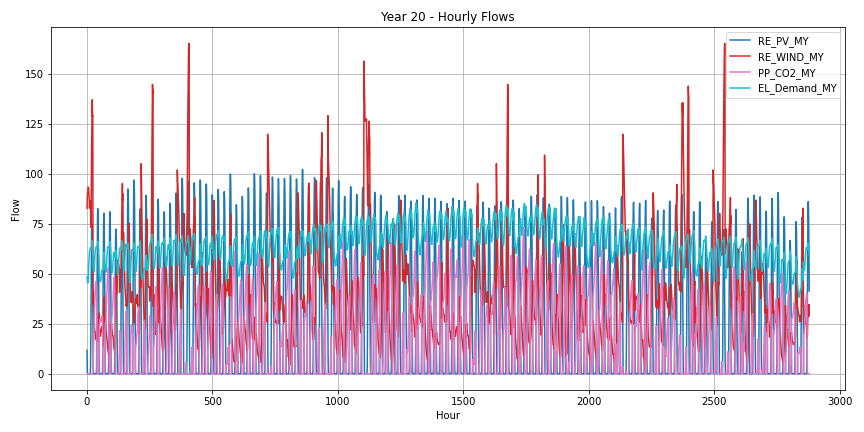 Year 20 - Hourly Flows
RE_PV_MY
RE_WIND_MY
PP_CO2_MY
EL_Demand_MY
Flow
150
125
100
75
50
25
0
0
500
1000
1500
2000
2500
3000
Hour